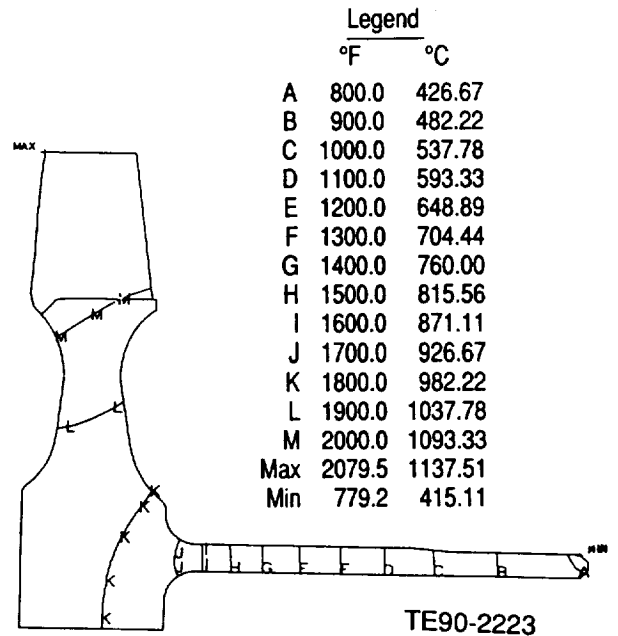 Legend
°F °C
A 800.0 426.67
B 900.0 482.22
C 1000.0 537.78
D 1100.0 593.33
E 1200.0 648.89
F 1300.0 704.44
G 1400.0 760.00
H 1500.0 815.56
I 1600.0 871.11
J 1700.0 926.67
K 1800.0 982.22
L 1900.0 1037.78
M 2000.0 1093.33
Max 2079.5 1137.51
Min 779.2 415.11
MAX
M
M
M
L
L
K
K
K
K
K
J
J I I H G F E D C B A
MIN
TE90-2223